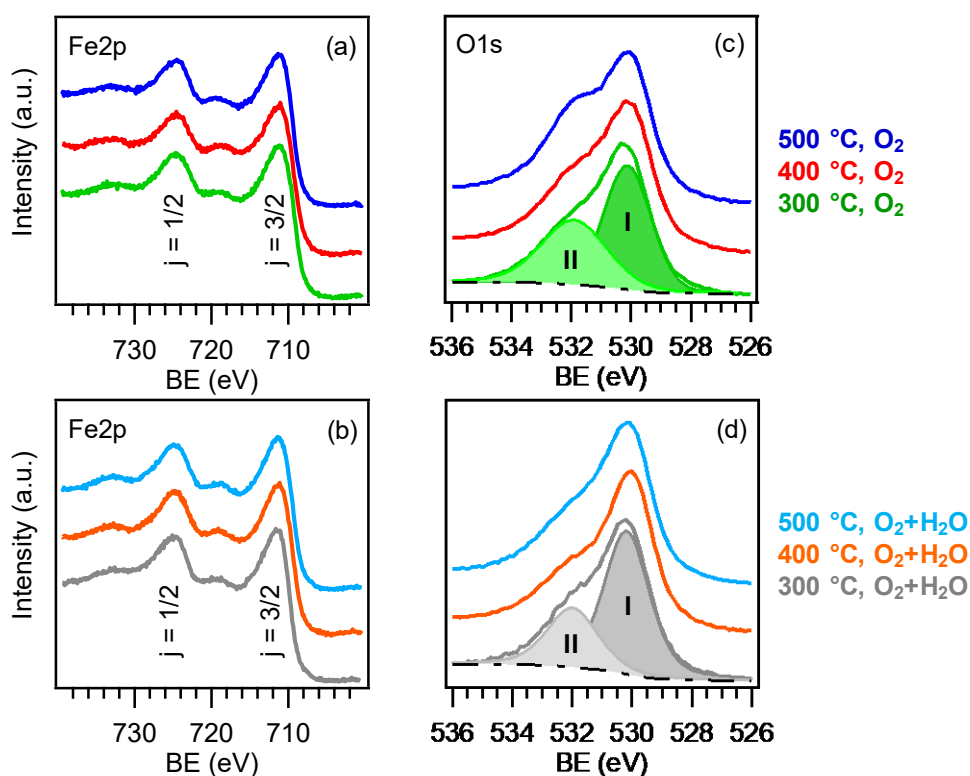 Fe2p
(a)
Intensity (a.u.)
j = 1/2
j = 3/2
730
720
710
BE (eV)
O1s
(c)
I
II
536
534
532
530
528
526
BE (eV)
500 °C, O₂
400 °C, O₂
300 °C, O₂
Fe2p
(b)
Intensity (a.u.)
j = 1/2
j = 3/2
730
720
710
BE (eV)
(d)
I
II
536
534
532
530
528
526
BE (eV)
500 °C, O₂+H₂O
400 °C, O₂+H₂O
300 °C, O₂+H₂O